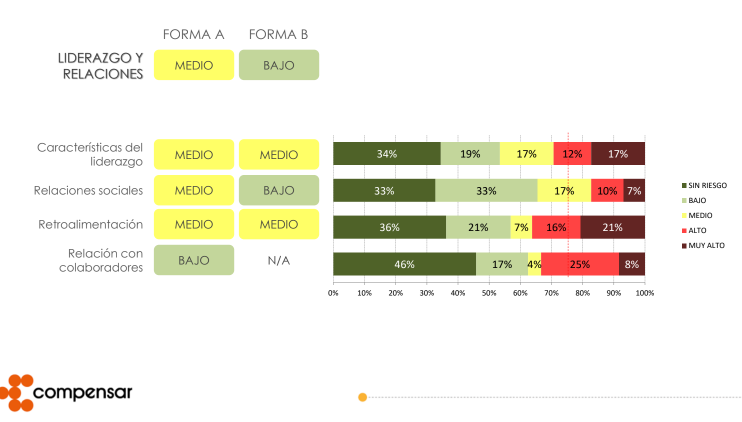 FORMA A FORMA B
LIDERAZGO Y
RELACIONES
MEDIO BAJO
Características del
liderazgo
MEDIO MEDIO
34% 19% 17% 12% 17%
Relaciones sociales
MEDIO BAJO
33% 33% 17% 10% 7%
Retroalimentación
MEDIO MEDIO
36% 21% 7% 16% 21%
Relación con
colaboradores
BAJO N/A
46% 17% 4% 25% 8%
0% 10% 20% 30% 40% 50% 60% 70% 80% 90% 100%
SIN RIESGO
BAJO
MEDIO
ALTO
MUY ALTO
compensar